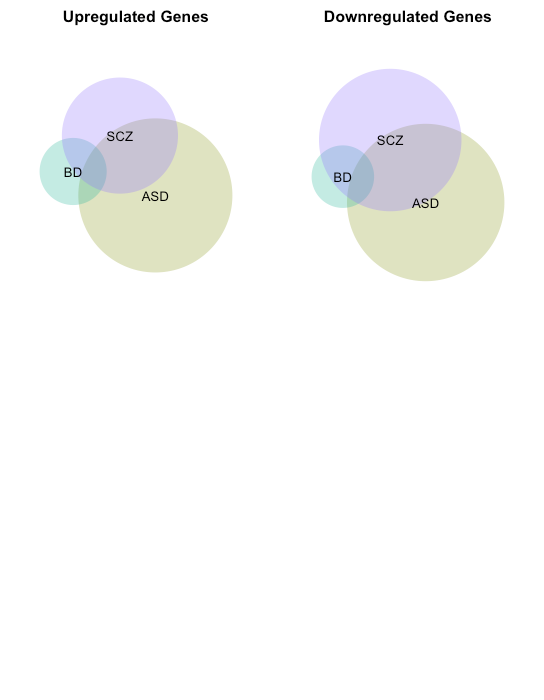 Upregulated Genes
SCZ
BD
ASD
Downregulated Genes
SCZ
BD
ASD